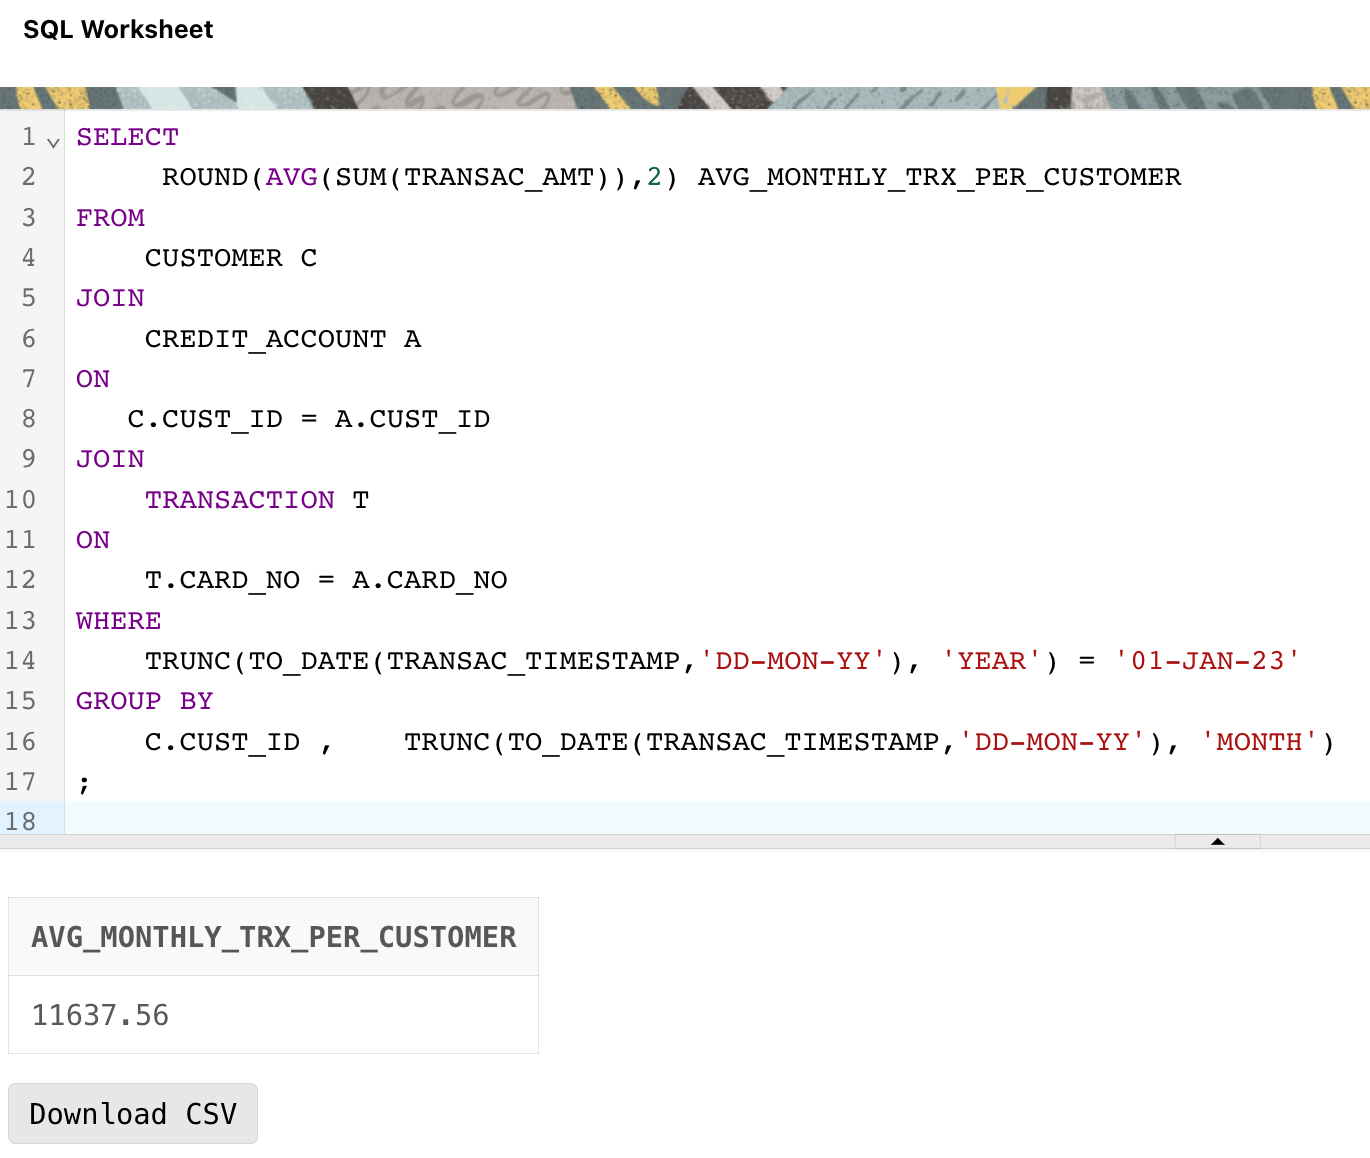 SQL Worksheet
1 SELECT
2 ROUND(AVG(SUM(TRANSAC_AMT)),2) AVG_MONTHLY_TRX_PER_CUSTOMER
3 FROM
4 CUSTOMER C
5 JOIN
6 CREDIT_ACCOUNT A
7 ON
8 C.CUST_ID = A.CUST_ID
9 JOIN
10 TRANSACTION T
11 ON
12 T.CARD_NO = A.CARD_NO
13 WHERE
14 TRUNC(TO_DATE(TRANSAC_TIMESTAMP,'DD-MON-YY'), 'YEAR') = '01-JAN-23'
15 GROUP BY
16 C.CUST_ID , TRUNC(TO_DATE(TRANSAC_TIMESTAMP,'DD-MON-YY'), 'MONTH')
17 ;
18
AVG_MONTHLY_TRX_PER_CUSTOMER
11637.56
Download CSV